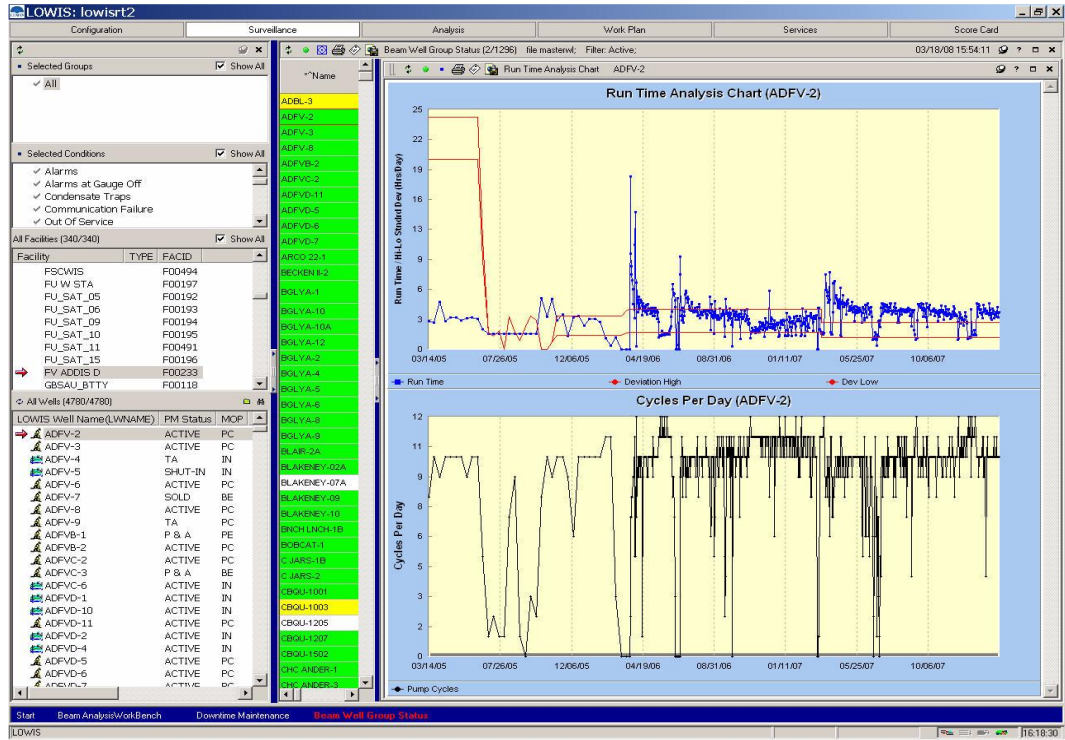 LOWIS: lowisrt2
Configuration Surveillance Analysis Work Plan Services Score Card
Selected Groups Show All
All
Selected Conditions Show All
Alarms
Alarms at Gauge Off
Condensate Traps
Communication Failure
Out Of Service
All Facilities (340/340) Show All
Facility TYPE FACID
FSCWIS F00494
FU W STA F00197
FU_SAT_05 F00192
FU_SAT_06 F00193
FU_SAT_09 F00194
FU_SAT_10 F00195
FU_SAT_11 F00491
FU_SAT_15 F00196
FV ADDIS D F00233
GBSAU_BTTY F00118
All Wells (4780/4780)
LOWIS Well Name(LWNAME) PM Status MOP
ADFV-2 ACTIVE PC
ADFV-3 ACTIVE PC
ADFV-4 TA IN
ADFV-5 SHUT-IN IN
ADFV-6 ACTIVE PC
ADFV-7 SOLD BE
ADFV-8 ACTIVE PC
ADFV-9 TA PC
ADFVB-1 P & A PE
ADFVB-2 ACTIVE PC
ADFVC-2 ACTIVE PC
ADFVC-3 P & A BE
ADFVC-6 ACTIVE IN
ADFVD-1 ACTIVE IN
ADFVD-10 ACTIVE IN
ADFVD-11 ACTIVE PC
ADFVD-2 ACTIVE IN
ADFVD-4 ACTIVE IN
ADFVD-5 ACTIVE PC
ADFVD-6 ACTIVE PC
ADFVD-7 ACTIVE PC
Beam Well Group Status (2/1296) file masterwl; Filter: Active; 03/18/08 15:54:11
*^Name
ADBL-3
ADFV-2
ADFV-3
ADFV-8
ADFVB-2
ADFVC-2
ADFVD-11
ADFVD-5
ADFVD-6
ADFVD-7
ARCO 22-1
BECKEN II-2
BGLYA-1
BGLYA-10
BGLYA-10A
BGLYA-12
BGLYA-2
BGLYA-4
BGLYA-5
BGLYA-6
BGLYA-8
BGLYA-9
BLAIR-2A
BLAKENEY-02A
BLAKENEY-07A
BLAKENEY-09
BLAKENEY-10
BNCH LNCH-1B
BOBCAT-1
C JARS-1B
C JARS-2
CBQU-1001
CBQU-1003
CBQU-1205
CBQU-1207
CBQU-1502
CHC ANDER-1
CHC ANDER-3
Run Time Analysis Chart ADFV-2
Run Time Analysis Chart (ADFV-2)
Run Time / Hi-Lo Stndrd Dev (Hrs/Day)
25
22
19
16
13
9
6
3
0
03/14/05 07/26/05 12/06/05 04/19/06 08/31/06 01/11/07 05/25/07 10/06/07
Run Time Deviation High Dev Low
Cycles Per Day (ADFV-2)
Cycles Per Day
12
11
9
8
6
5
3
2
0
03/14/05 07/26/05 12/06/05 04/19/06 08/31/06 01/11/07 05/25/07 10/06/07
Pump Cycles
Start Beam AnalysisWorkBench Downtime Maintenance Beam Well Group Status
LOWIS 16:18:30